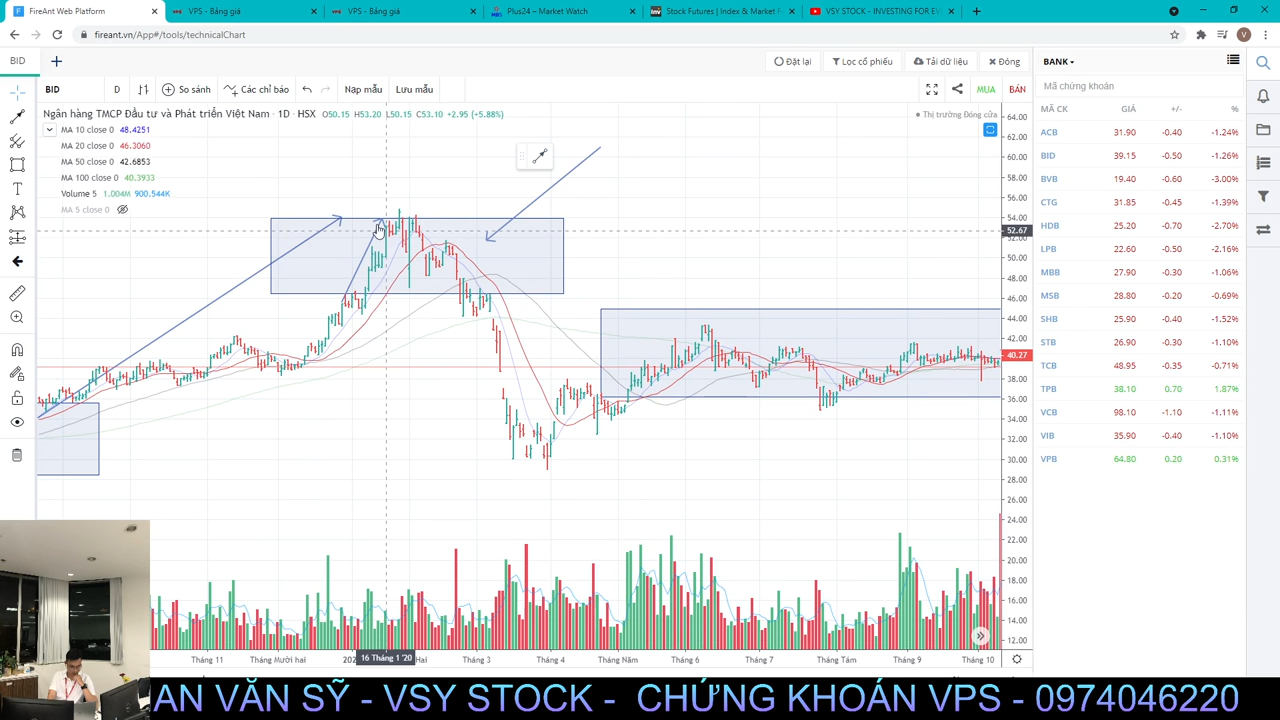 FireAnt Web Platform
VPS - Bảng giá
VPS - Bảng giá
Plus24 – Market Watch
Stock Futures | Index & Market F
VSY STOCK - INVESTING FOR EV
fireant.vn/App#/tools/technicalChart
V
BID
Đặt lại
Lọc cổ phiếu
Tải dữ liệu
Đóng
BID
D
So sánh
Các chỉ báo
Nạp mẫu
Lưu mẫu
MUA
BÁN
Ngân hàng TMCP Đầu tư và Phát triển Việt Nam · 1D · HSX O50.15 H53.20 L50.15 C53.10 +2.95 (+5.88%)
Thị trường Đóng cửa
MA 10 close 0 48.4251
MA 20 close 0 46.3060
MA 50 close 0 42.6853
MA 100 close 0 40.3933
Volume 5 1.004M 900.544K
MA 5 close 0
64.00
62.00
60.00
58.00
56.00
54.00
52.67
52.00
50.00
48.00
46.00
44.00
42.00
40.27
38.00
36.00
34.00
32.00
30.00
28.00
26.00
24.00
22.00
20.00
18.00
16.00
14.00
12.00
Tháng 11
Tháng Mười hai
202
16 Tháng 1 '20
Hai
Tháng 3
Tháng 4
Tháng Năm
Tháng 6
Tháng 7
Tháng Tám
Tháng 9
Tháng 10
BANK
Mã chứng khoán
MÃ CK GIÁ +/- %
ACB 31.90 -0.40 -1.24%
BID 39.15 -0.50 -1.26%
BVB 19.40 -0.60 -3.00%
CTG 31.85 -0.45 -1.39%
HDB 25.20 -0.70 -2.70%
LPB 22.60 -0.50 -2.16%
MBB 27.90 -0.30 -1.06%
MSB 28.80 -0.20 -0.69%
SHB 25.90 -0.40 -1.52%
STB 26.90 -0.30 -1.10%
TCB 48.95 -0.35 -0.71%
TPB 38.10 0.70 1.87%
VCB 98.10 -1.10 -1.11%
VIB 35.90 -0.40 -1.10%
VPB 64.80 0.20 0.31%
AN VĂN SỸ - VSY STOCK - CHỨNG KHOÁN VPS - 0974046220